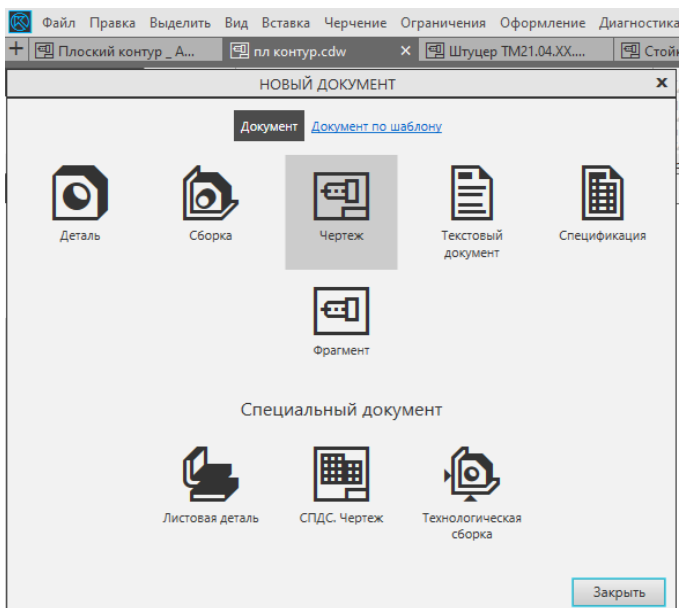 Файл Правка Выделить Вид Вставка Черчение Ограничения Оформление Диагностика
+ Плоский контур _ А... пл контур.cdw × Штуцер ТМ21.04.ХХ....
НОВЫЙ ДОКУМЕНТ x
Документ Документ по шаблону
Деталь Сборка Чертеж Текстовый документ Спецификация
Фрагмент
Специальный документ
Листовая деталь СПДС. Чертеж Технологическая сборка
Закрыть